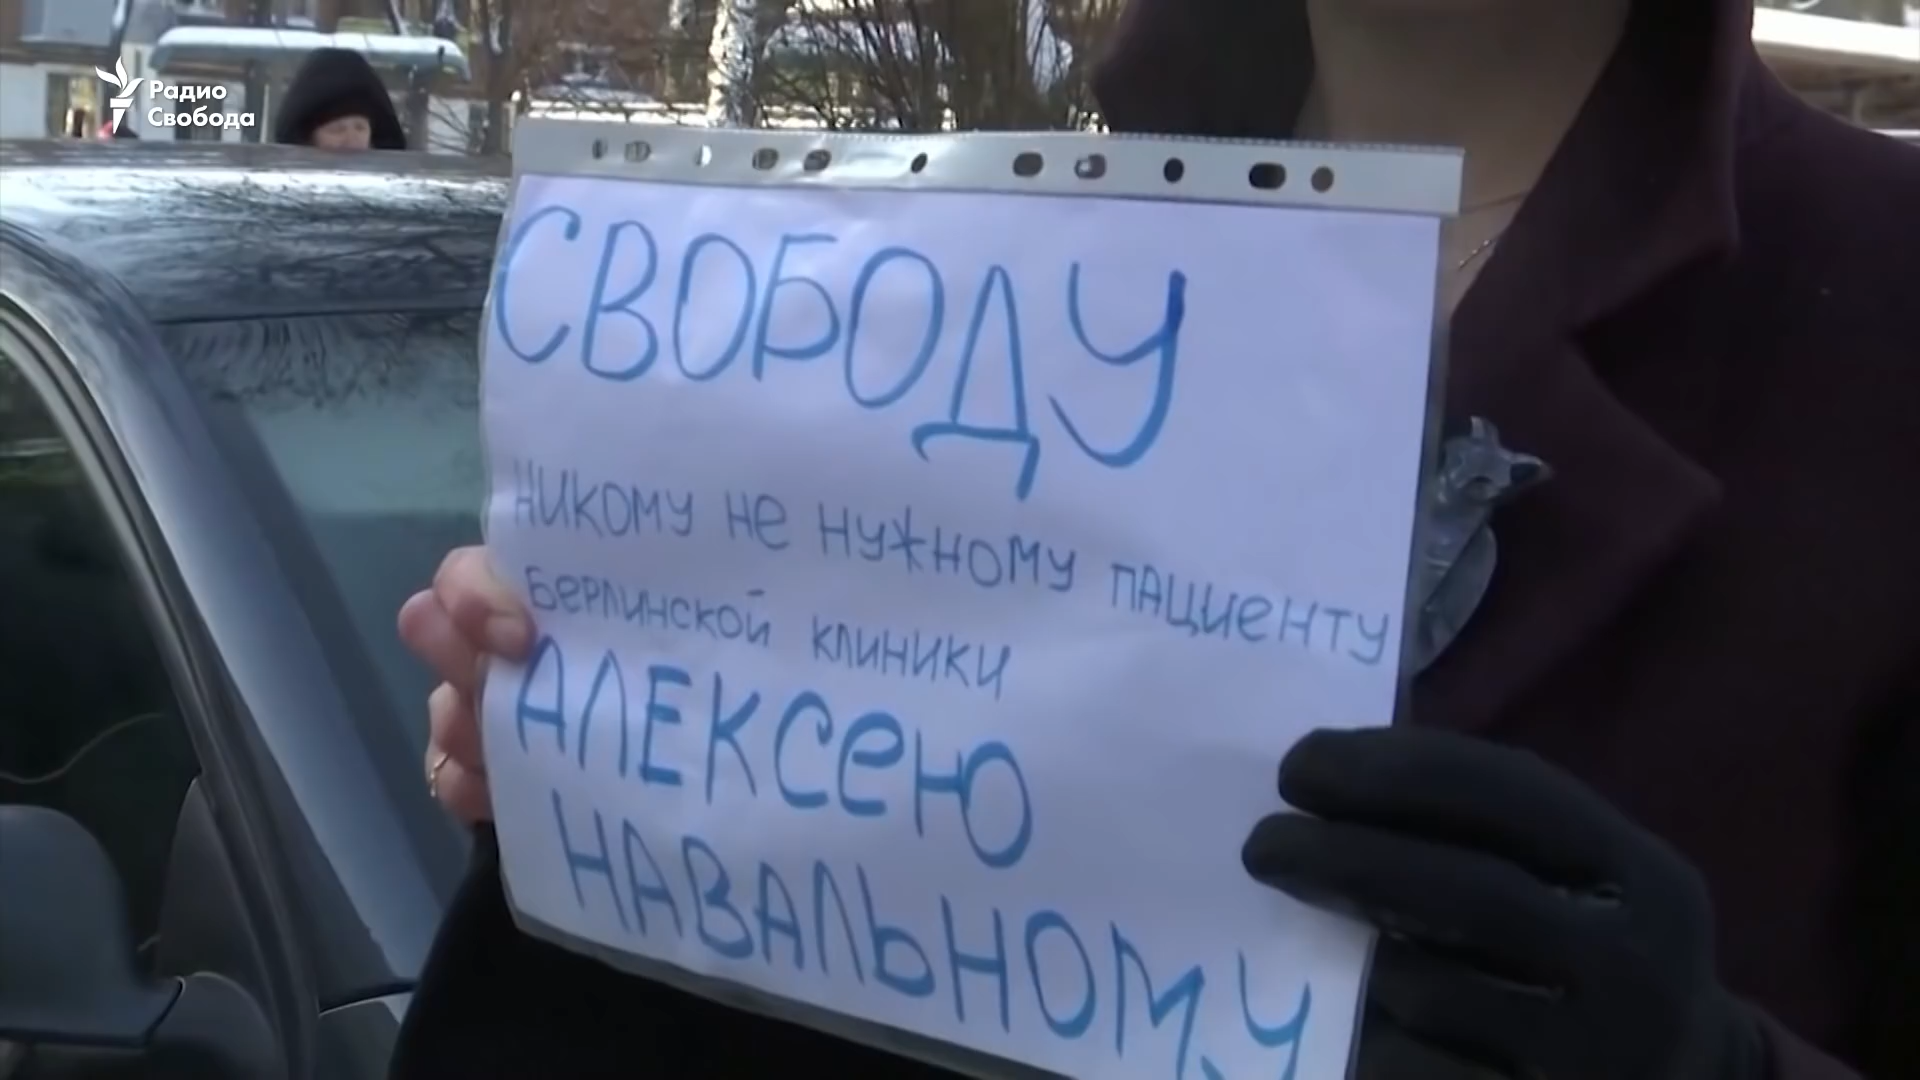 Радио
Свобода
СВОБОДУ
никому не нужному пациенту
Берлинской клиники
АЛЕКСЕЮ
НАВАЛЬНОМУ